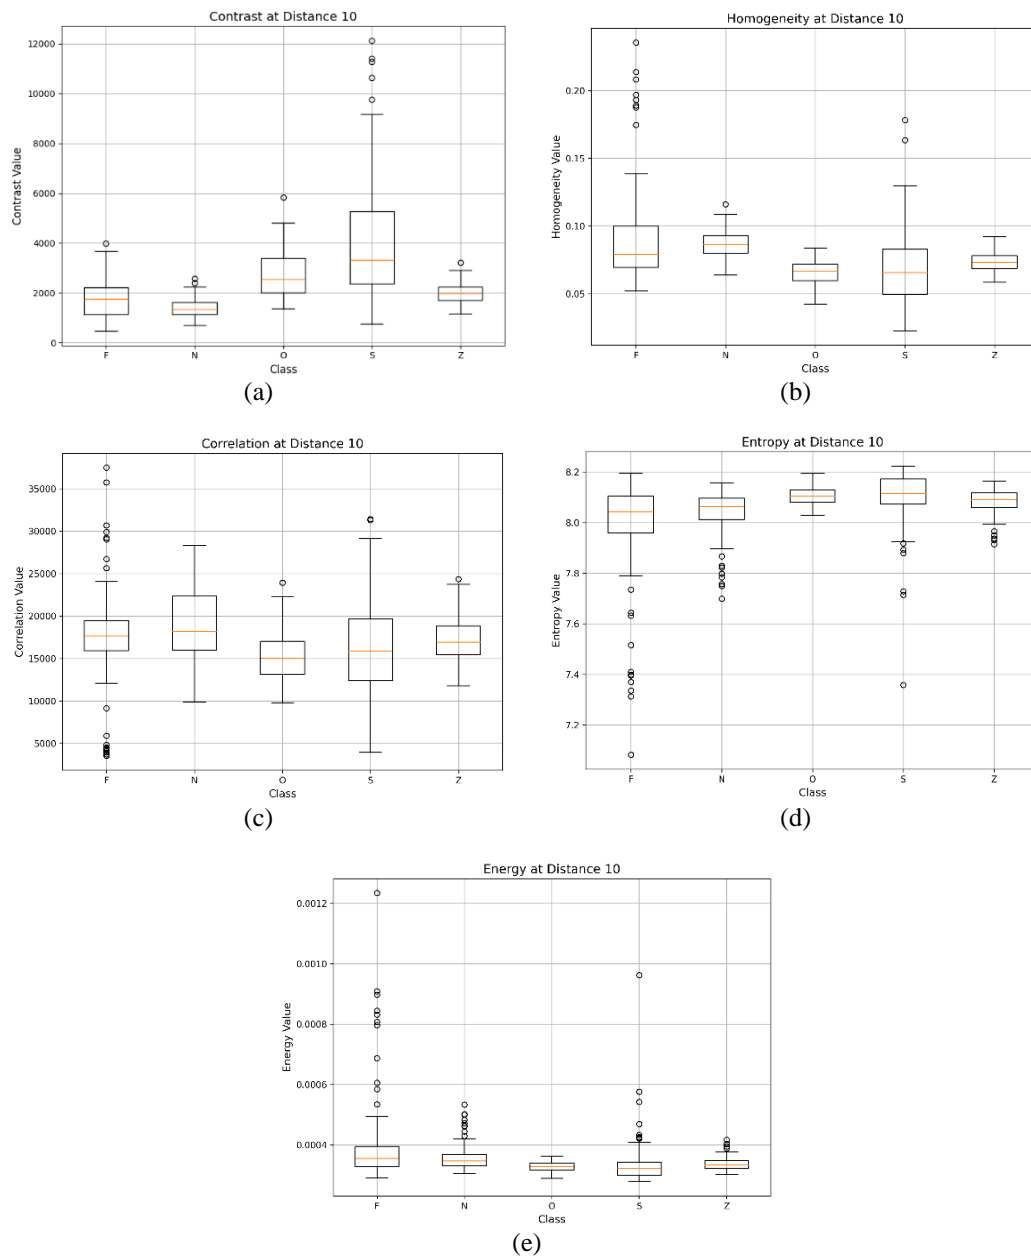 Contrast at Distance 10
12000
10000
8000
6000
4000
2000
0
Contrast Value
F N O S Z
Class
(a)
Homogeneity at Distance 10
0.20
0.15
0.10
0.05
Homogeneity Value
F N O S Z
Class
(b)
Correlation at Distance 10
35000
30000
25000
20000
15000
10000
5000
Correlation Value
F N O S Z
Class
(c)
Entropy at Distance 10
8.2
8.0
7.8
7.6
7.4
7.2
Entropy Value
F N O S Z
Class
(d)
Energy at Distance 10
0.0012
0.0010
0.0008
0.0006
0.0004
Energy Value
F N O S Z
Class
(e)